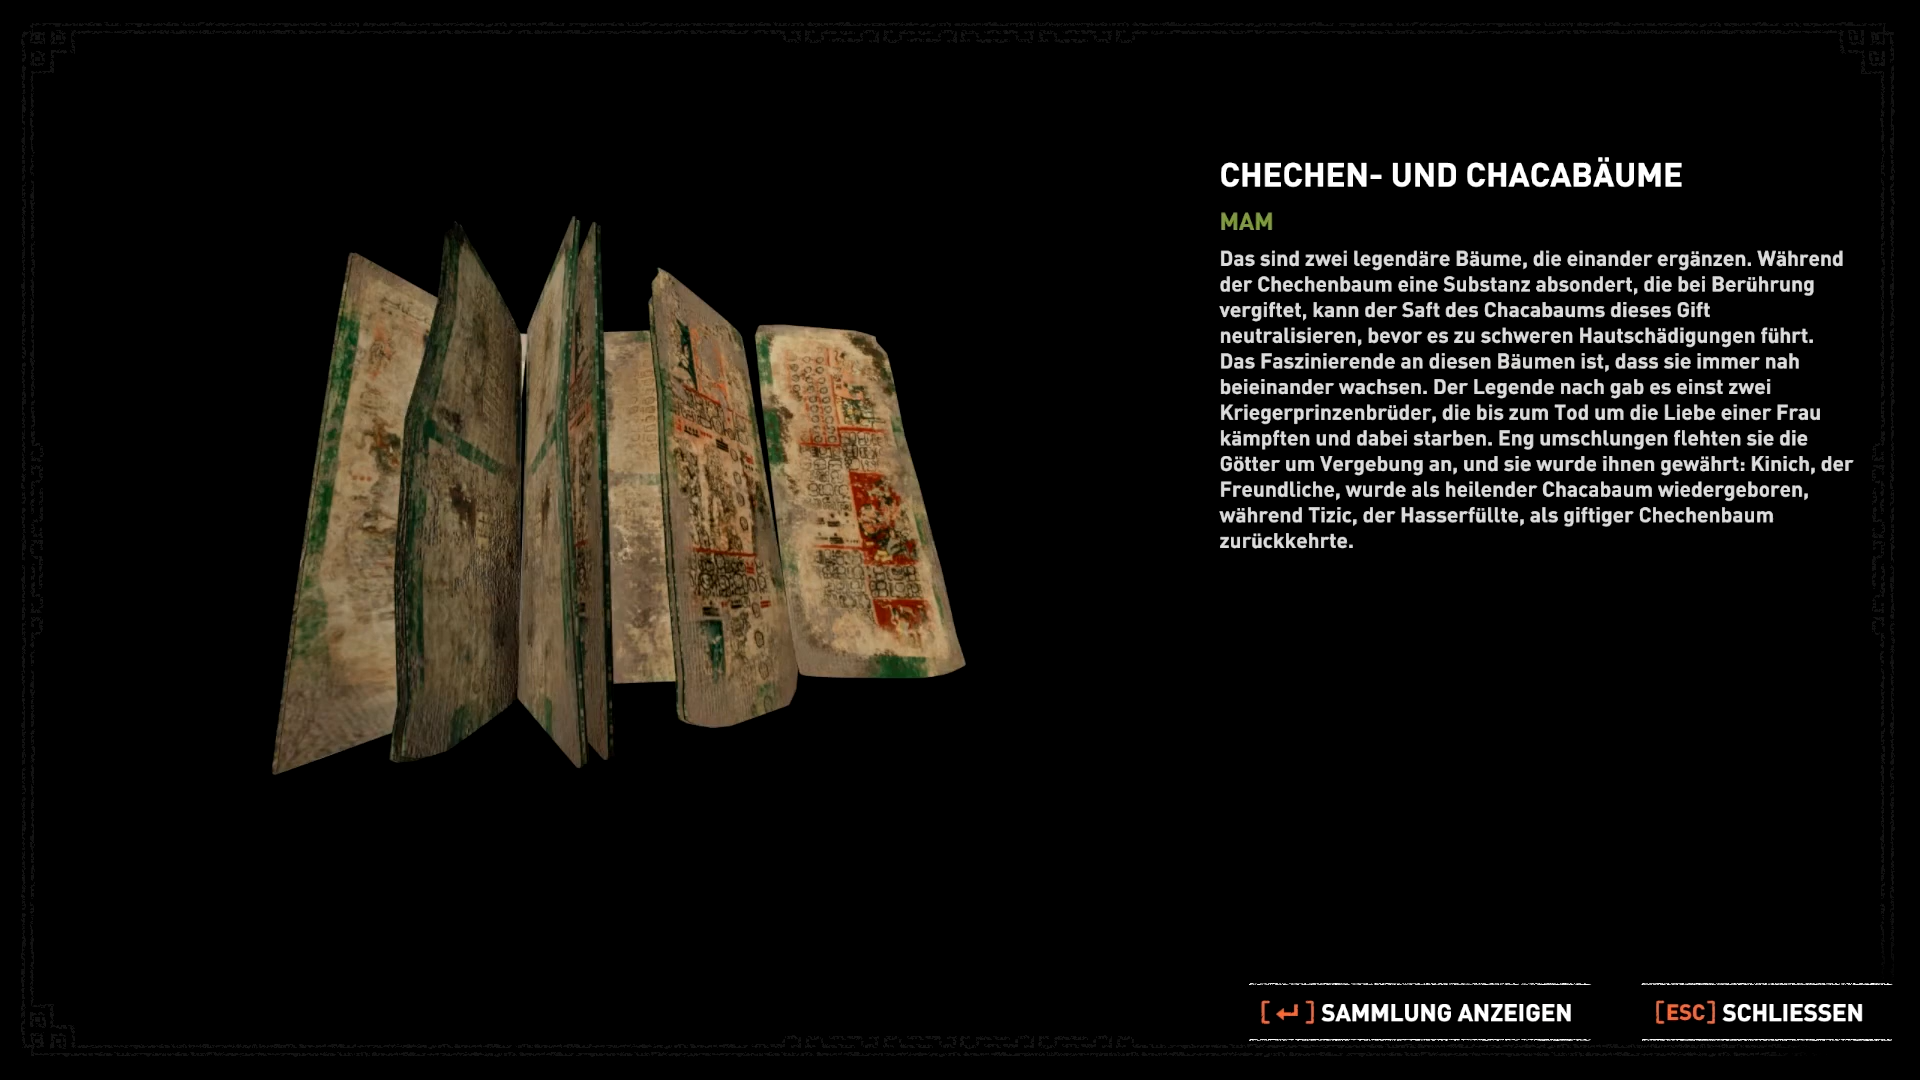 CHECHEN- UND CHACABÄUME
MAM
Das sind zwei legendäre Bäume, die einander ergänzen. Während
der Chechenbaum eine Substanz absondert, die bei Berührung
vergiftet, kann der Saft des Chacabaums dieses Gift
neutralisieren, bevor es zu schweren Hautschädigungen führt.
Das Faszinierende an diesen Bäumen ist, dass sie immer nah
beieinander wachsen. Der Legende nach gab es einst zwei
Kriegerprinzenbrüder, die bis zum Tod um die Liebe einer Frau
kämpften und dabei starben. Eng umschlungen flehten sie die
Götter um Vergebung an, und sie wurde ihnen gewährt: Kinich, der
Freundliche, wurde als heilender Chacabaum wiedergeboren,
während Tizic, der Hasserfüllte, als giftiger Chechenbaum
zurückkehrte.
[↵] SAMMLUNG ANZEIGEN
[ESC] SCHLIESSEN